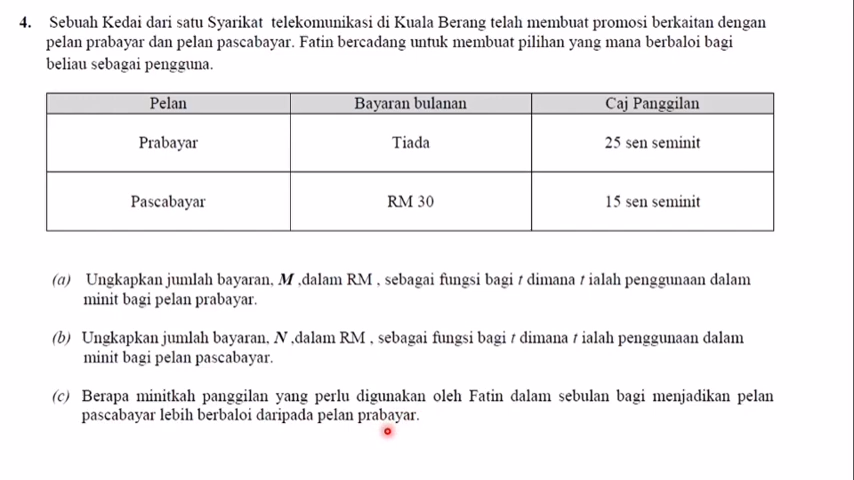 4. Sebuah Kedai dari satu Syarikat telekomunikasi di Kuala Berang telah membuat promosi berkaitan dengan
pelan prabayar dan pelan pascabayar. Fatin bercadang untuk membuat pilihan yang mana berbaloi bagi
beliau sebagai pengguna.
Pelan Bayaran bulanan Caj Panggilan
Prabayar Tiada 25 sen seminit
Pascabayar RM 30 15 sen seminit
(a) Ungkapkan jumlah bayaran, M ,dalam RM , sebagai fungsi bagi t dimana t ialah penggunaan dalam
minit bagi pelan prabayar.
(b) Ungkapkan jumlah bayaran, N ,dalam RM , sebagai fungsi bagi t dimana t ialah penggunaan dalam
minit bagi pelan pascabayar.
(c) Berapa minitkah panggilan yang perlu digunakan oleh Fatin dalam sebulan bagi menjadikan pelan
pascabayar lebih berbaloi daripada pelan prabayar.